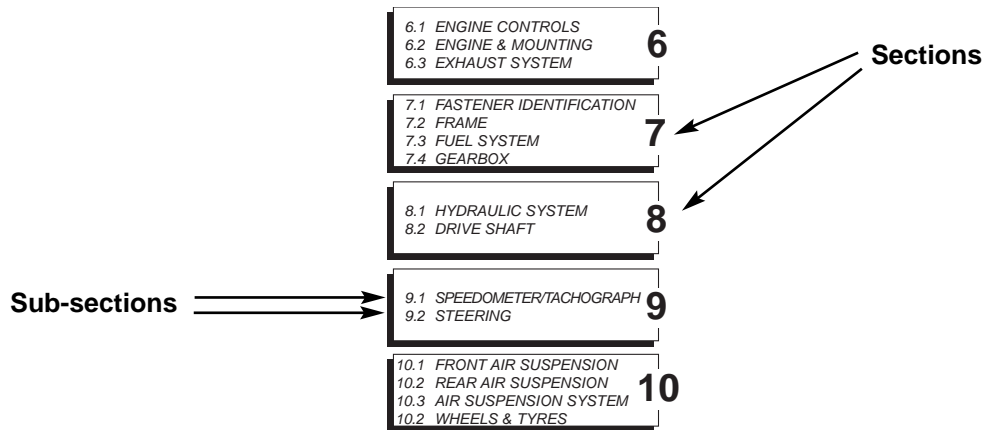 6.1 ENGINE CONTROLS
6.2 ENGINE & MOUNTING
6.3 EXHAUST SYSTEM
6
Sections
7.1 FASTENER IDENTIFICATION
7.2 FRAME
7.3 FUEL SYSTEM
7.4 GEARBOX
7
8.1 HYDRAULIC SYSTEM
8.2 DRIVE SHAFT
8
Sub-sections
9.1 SPEEDOMETER/TACHOGRAPH
9.2 STEERING
9
10.1 FRONT AIR SUSPENSION
10.2 REAR AIR SUSPENSION
10.3 AIR SUSPENSION SYSTEM
10.2 WHEELS & TYRES
10